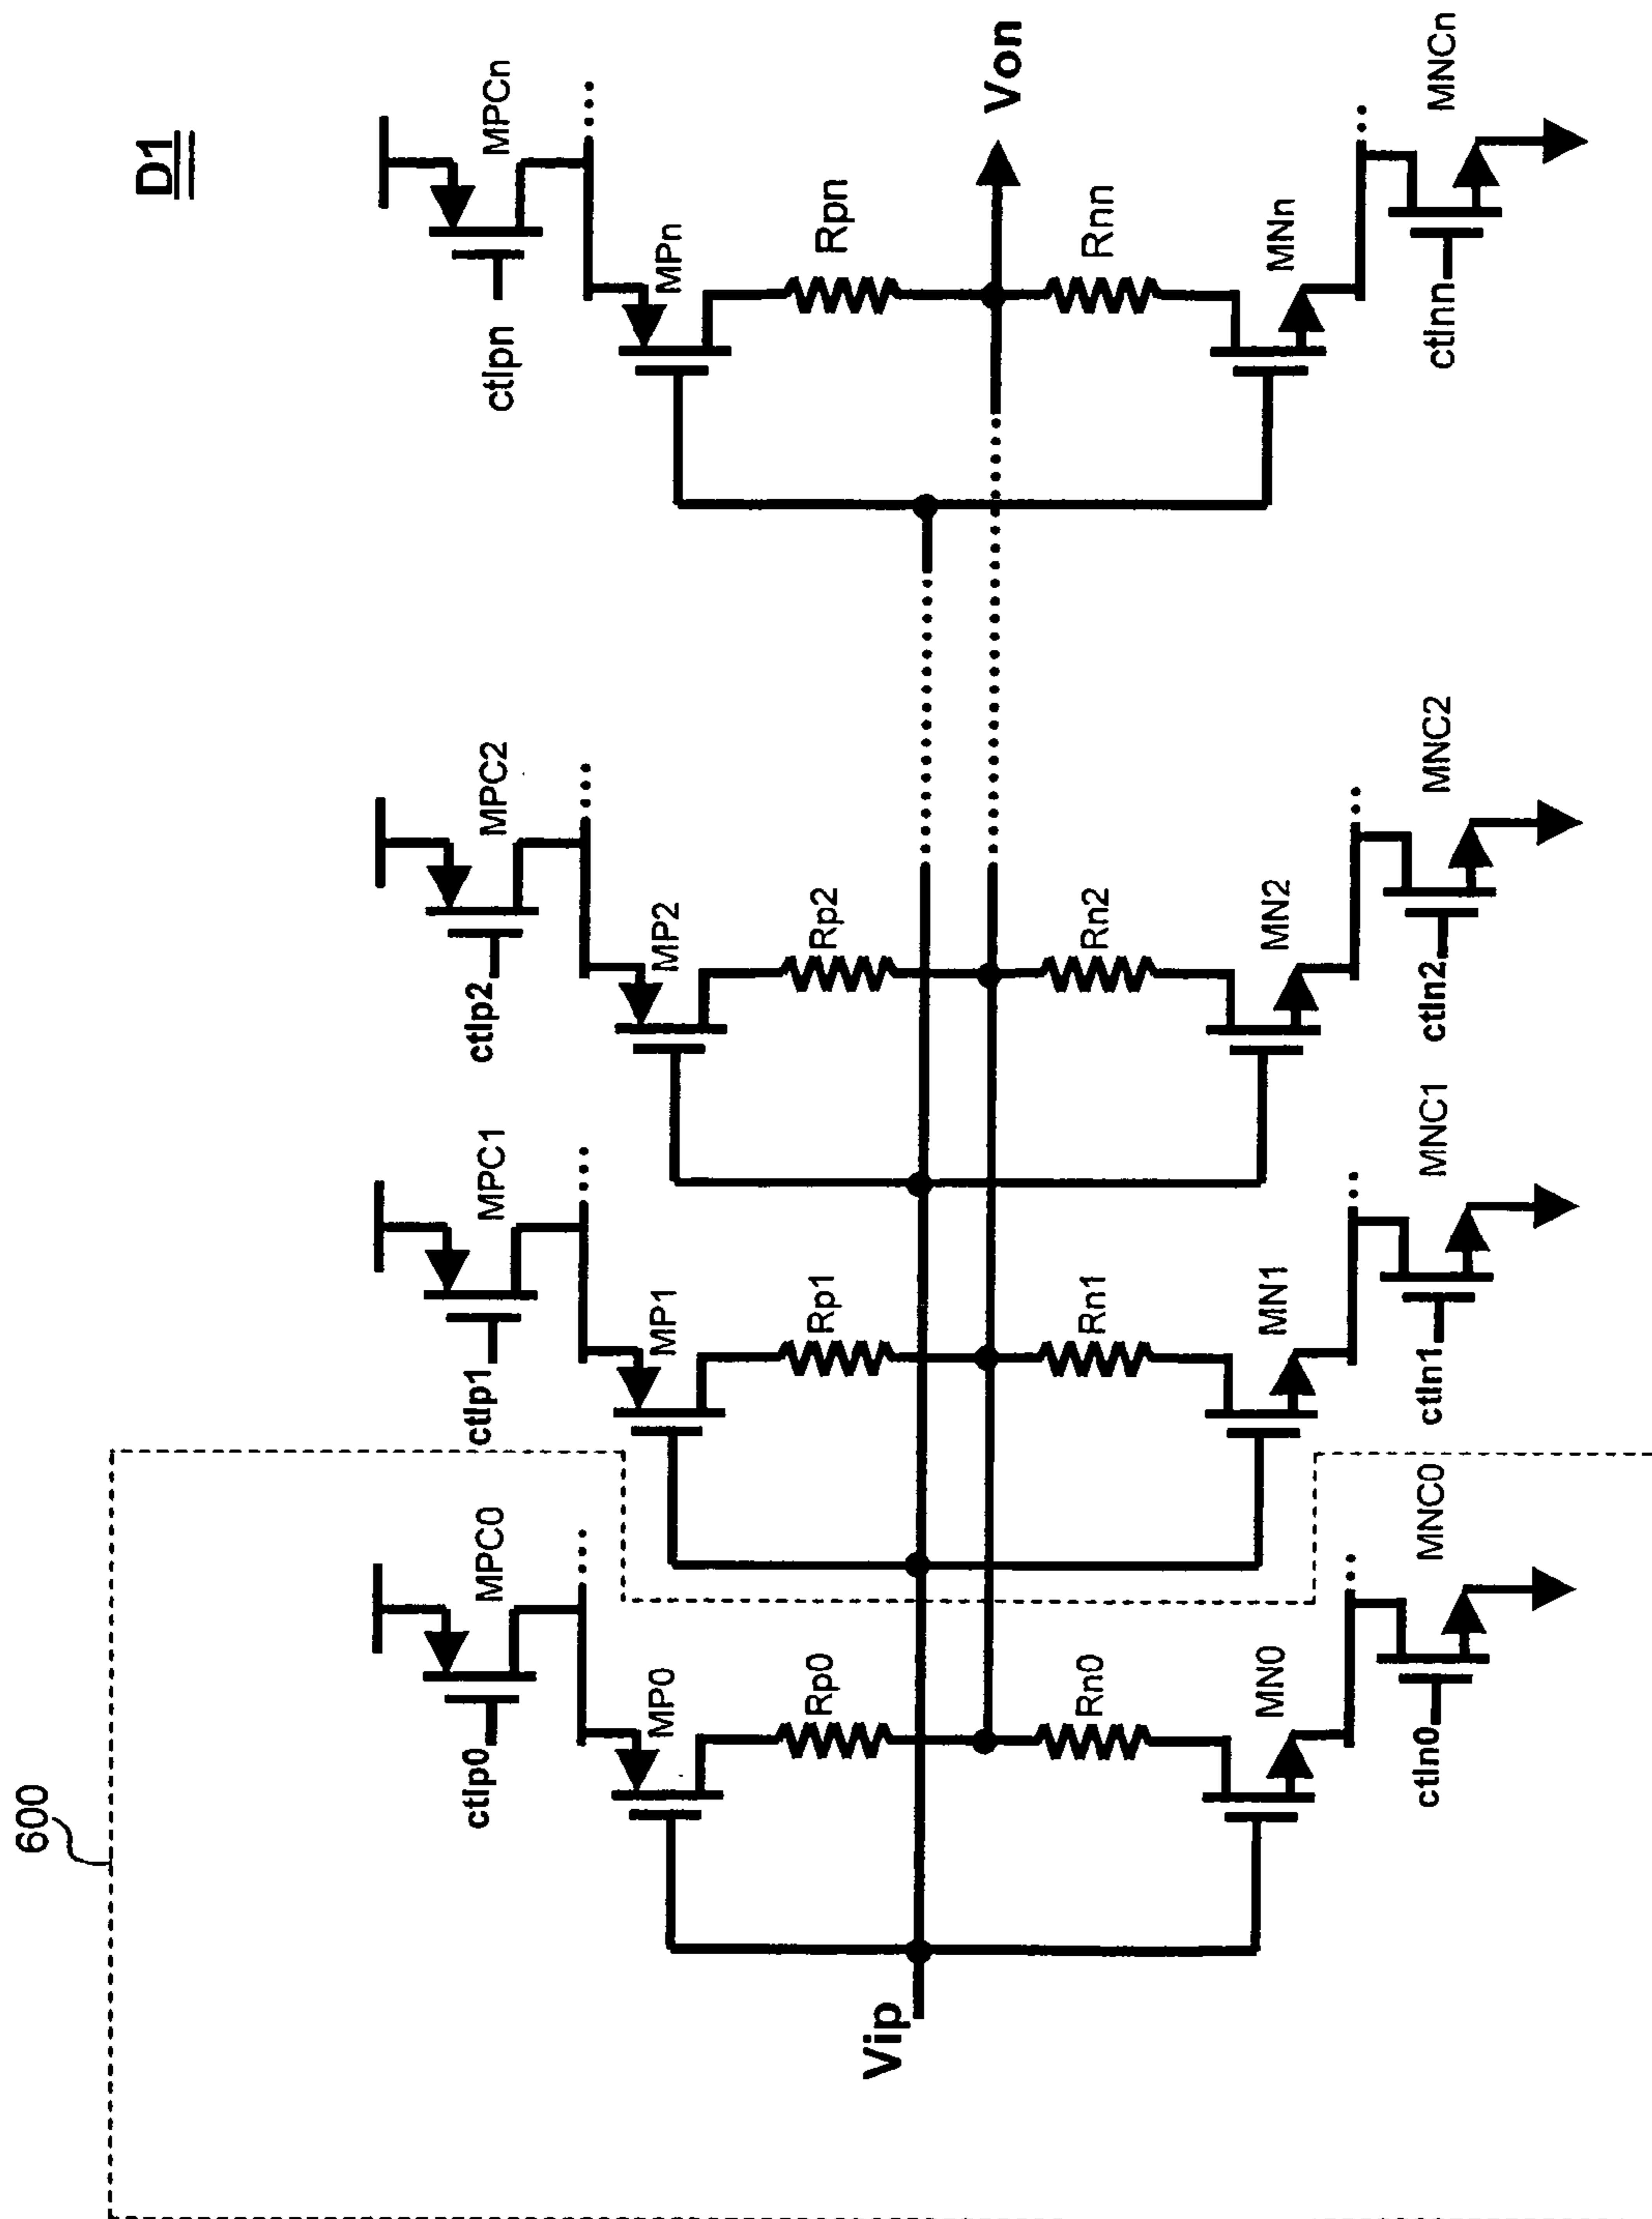 D1
600
MPC0
MPC1
MPC2
MPCn
ctlp0
ctlp1
ctlp2
ctlpn
MP0
MP1
MP2
MPn
Rp0
Rp1
Rp2
Rpn
Vip
Von
Rn0
Rn1
Rn2
Rnn
MN0
MN1
MN2
MNn
ctln0
ctln1
ctln2
ctlnn
MNC0
MNC1
MNC2
MNCn